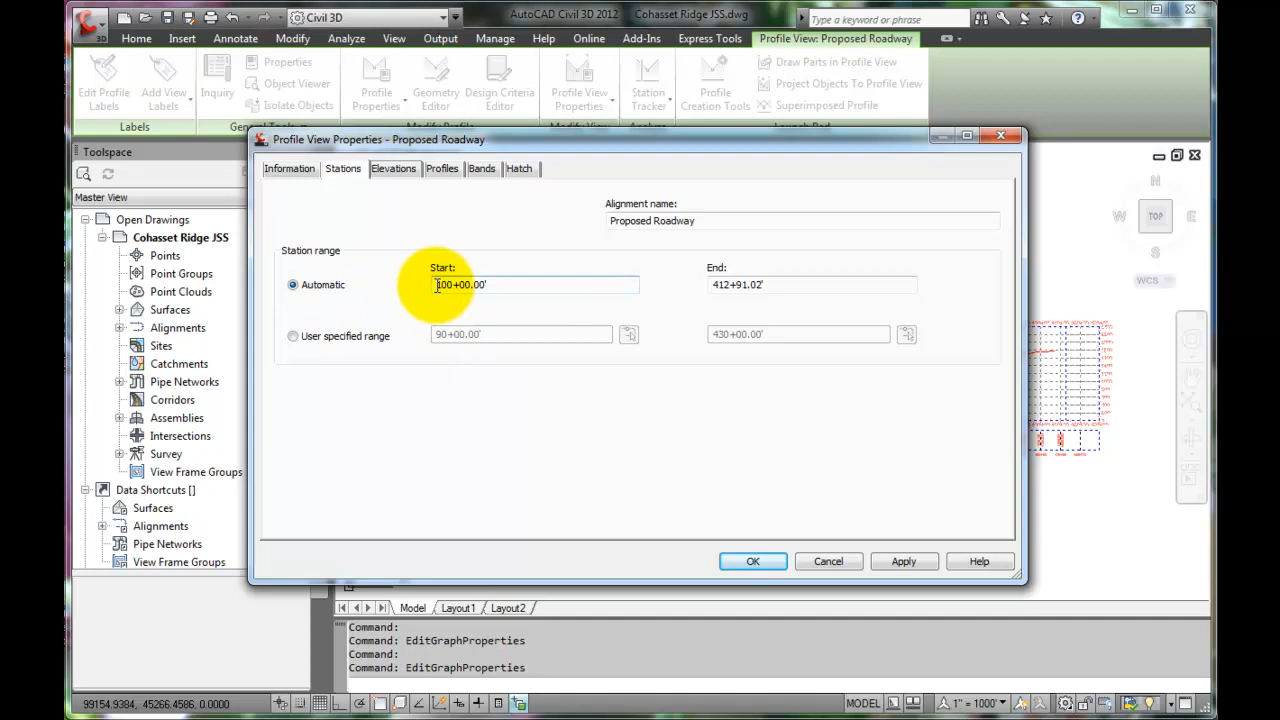 3D
Civil 3D
AutoCAD Civil 3D 2012
Cohasset Ridge JSS.dwg
Type a keyword or phrase
Home
Insert
Annotate
Modify
Analyze
View
Output
Manage
Help
Online
Add-Ins
Express Tools
Profile View: Proposed Roadway
Edit Profile Labels
Add View Labels
Inquiry
Properties
Object Viewer
Isolate Objects
Profile Properties
Geometry Editor
Design Criteria Editor
Profile View Properties
Station Tracker
Profile Creation Tools
Draw Parts in Profile View
Project Objects To Profile View
Superimposed Profile
Labels
Profile View Properties - Proposed Roadway
Toolspace
Master View
Open Drawings
Cohasset Ridge JSS
Points
Point Groups
Point Clouds
Surfaces
Alignments
Sites
Catchments
Pipe Networks
Corridors
Assemblies
Intersections
Survey
View Frame Groups
Data Shortcuts []
Surfaces
Alignments
Pipe Networks
View Frame Groups
Information
Stations
Elevations
Profiles
Bands
Hatch
Alignment name:
Proposed Roadway
Station range
Start:
End:
Automatic
100+00.00'
412+91.02'
User specified range
90+00.00'
430+00.00'
OK
Cancel
Apply
Help
N
W
TOP
E
S
WCS
Model
Layout1
Layout2
Command:
Command: EditGraphProperties
Command:
Command: EditGraphProperties
99154.9384, 45266.4586, 0.0000
MODEL
1" = 1000'